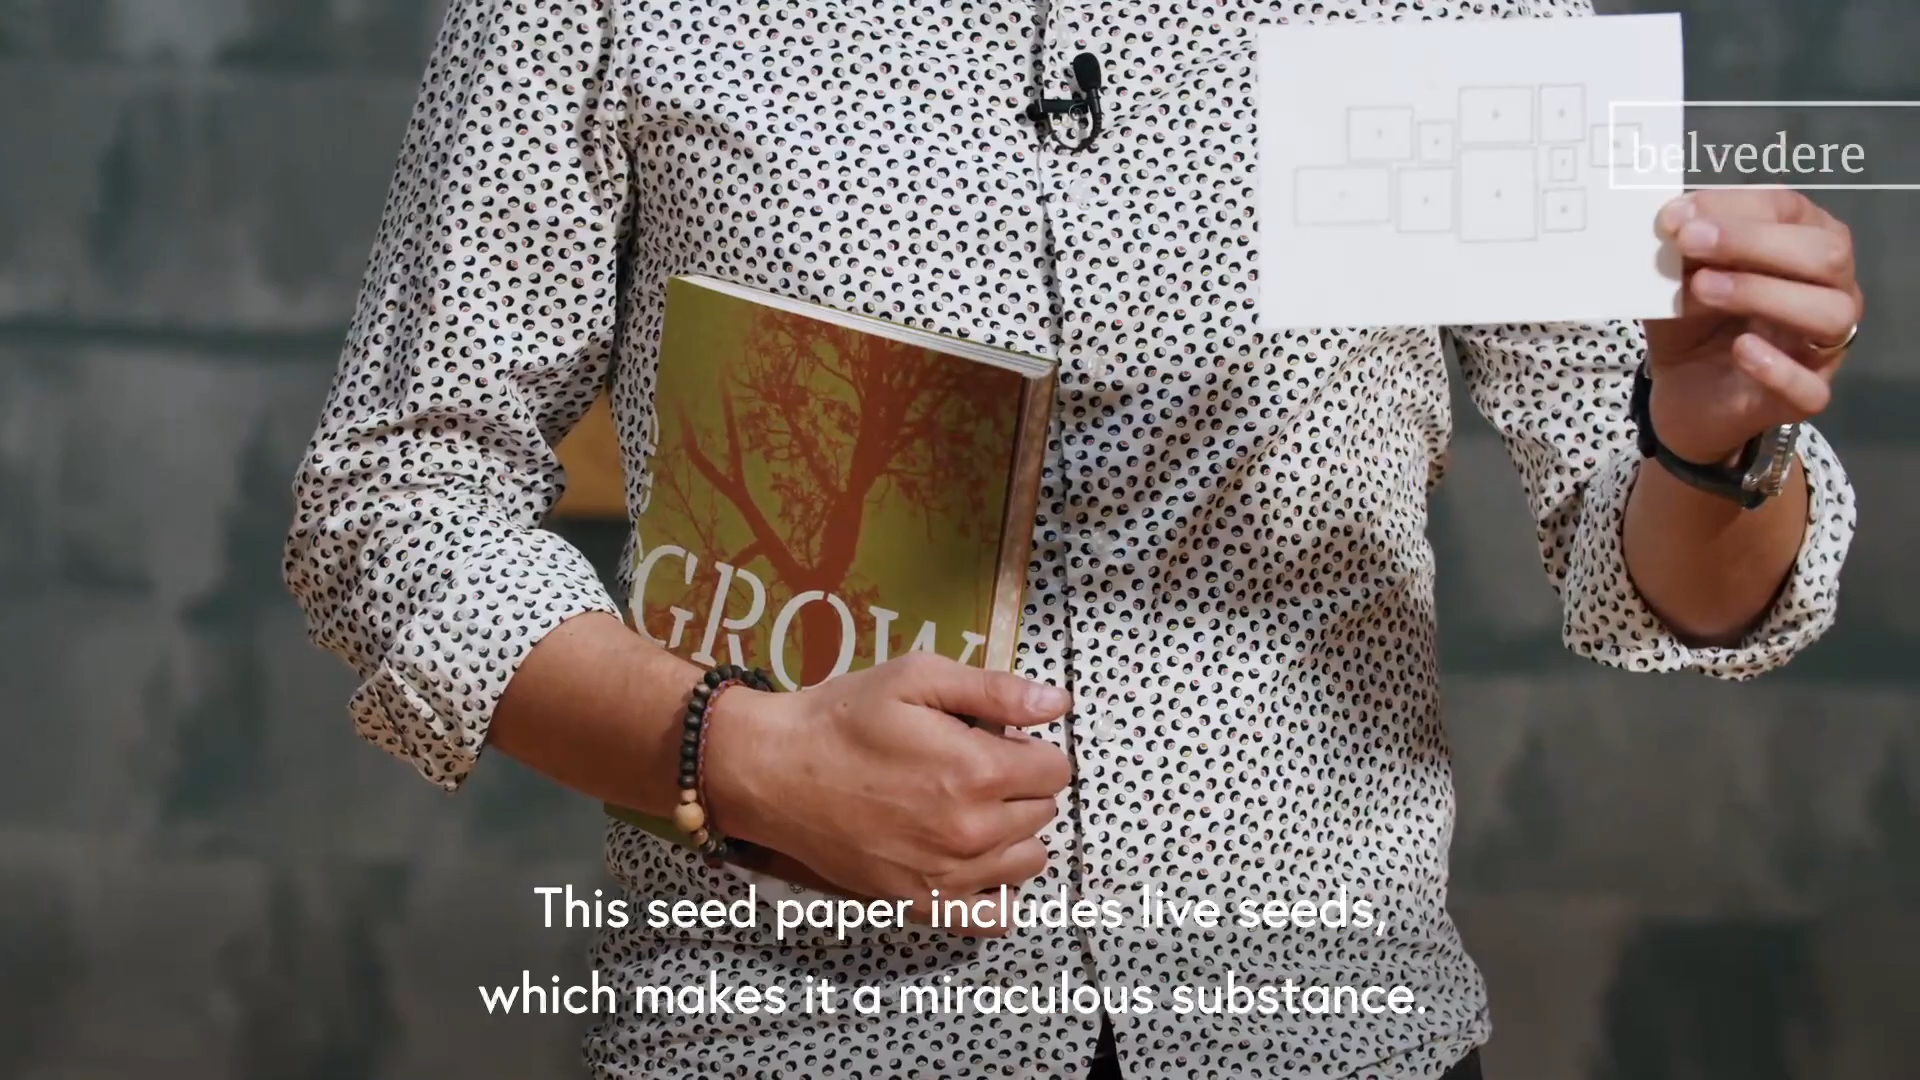 belvedere
GROW
This seed paper includes live seeds,
which makes it a miraculous substance.